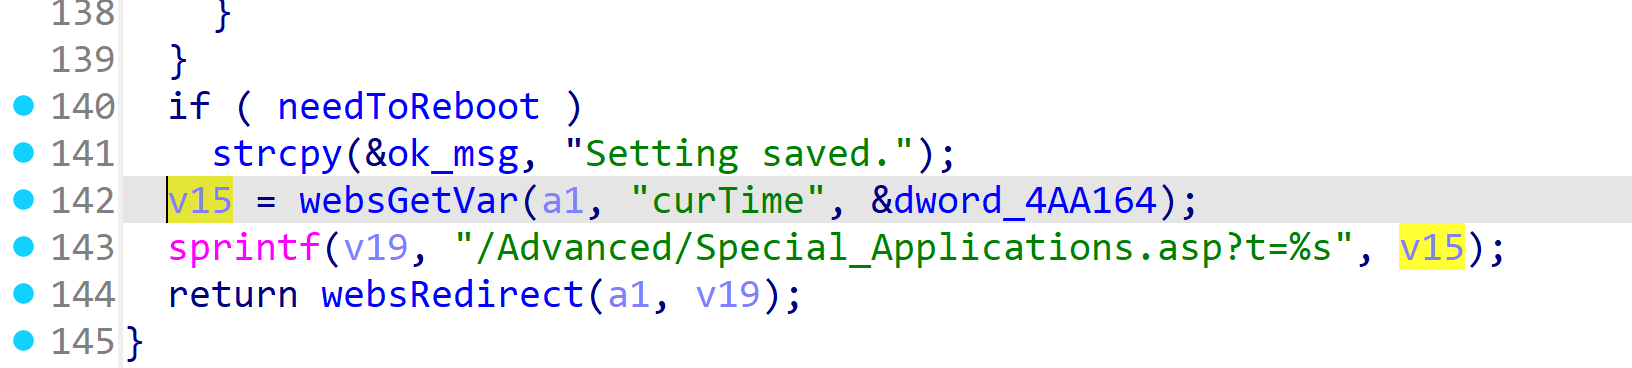 138 }
139 }
140 if ( needToReboot )
141 strcpy(&ok_msg, "Setting saved.");
142 v15 = websGetVar(a1, "curTime", &dword_4AA164);
143 sprintf(v19, "/Advanced/Special_Applications.asp?t=%s", v15);
144 return websRedirect(a1, v19);
145 }